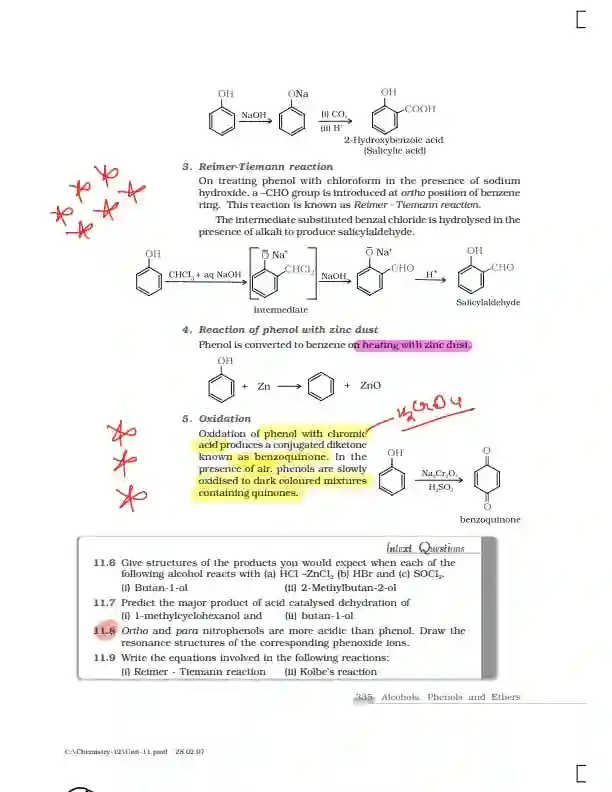 OH
ONa
OH
COOH
NaOH
(i) CO₂
(ii) H⁺
2-Hydroxybenzoic acid
(Salicylic acid)
3. Reimer-Tiemann reaction
On treating phenol with chloroform in the presence of sodium
hydroxide, a –CHO group is introduced at ortho position of benzene
ring. This reaction is known as Reimer - Tiemann reaction.
The intermediate substituted benzal chloride is hydrolysed in the
presence of alkali to produce salicylaldehyde.
OH
CHCl₃ + aq NaOH
O Na⁺
CHCl₂
Intermediate
NaOH
O Na⁺
CHO
H⁺
OH
CHO
Salicylaldehyde
4. Reaction of phenol with zinc dust
Phenol is converted to benzene on heating with zinc dust.
OH
+ Zn
+ ZnO
5. Oxidation
H₂CrO4
Oxidation of phenol with chromic
acid produces a conjugated diketone
known as benzoquinone. In the
presence of air, phenols are slowly
oxidised to dark coloured mixtures
containing quinones.
OH
Na₂Cr₂O₇
H₂SO₄
O
O
benzoquinone
Intext Questions
11.6 Give structures of the products you would expect when each of the
following alcohol reacts with (a) HCl –ZnCl₂ (b) HBr and (c) SOCl₂.
(i) Butan-1-ol (ii) 2-Methylbutan-2-ol
11.7 Predict the major product of acid catalysed dehydration of
(i) 1-methylcyclohexanol and (ii) butan-1-ol
11.8 Ortho and para nitrophenols are more acidic than phenol. Draw the
resonance structures of the corresponding phenoxide ions.
11.9 Write the equations involved in the following reactions:
(i) Reimer - Tiemann reaction (ii) Kolbe's reaction
335 Alcohols, Phenols and Ethers
C:\Chemistry-12\Unit-11.pmd 28.02.07